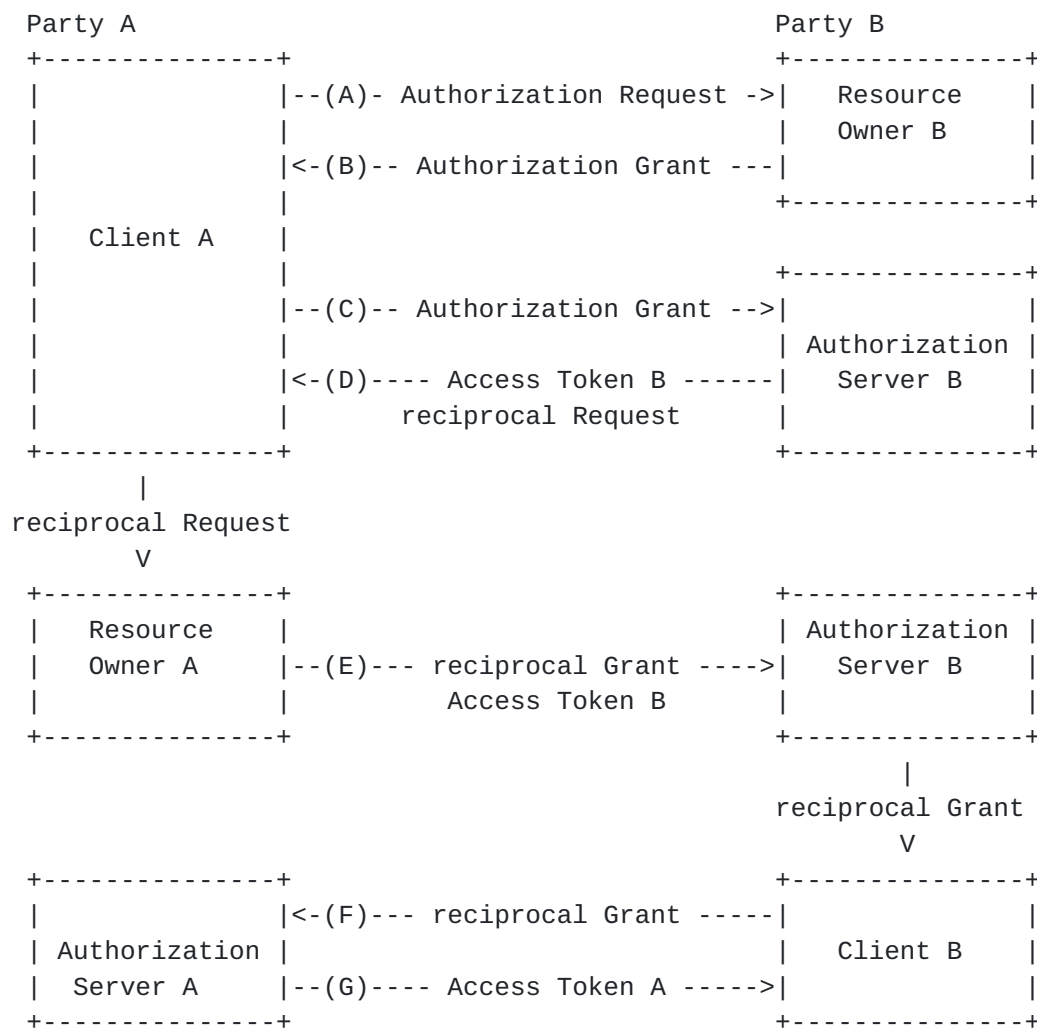 Party A                                         Party B
+---------------+                               +---------------+
|               |--(A)- Authorization Request ->|   Resource    |
|               |                               |   Owner B     |
|               |<-(B)-- Authorization Grant ---|               |
|               |                               +---------------+
|   Client A    |
|               |                               +---------------+
|               |--(C)-- Authorization Grant -->|               |
|               |                               | Authorization |
|               |<-(D)---- Access Token B ------|   Server B    |
|               |       reciprocal Request      |               |
+---------------+                               +---------------+
       |
reciprocal Request
       V
+---------------+                               +---------------+
|   Resource    |                               | Authorization |
|   Owner A     |--(E)--- reciprocal Grant ---->|   Server B    |
|               |          Access Token B       |               |
+---------------+                               +---------------+
                                                        |
                                                reciprocal Grant
                                                        V
+---------------+                               +---------------+
|               |<-(F)--- reciprocal Grant -----|               |
| Authorization |                               |   Client B    |
|  Server A     |--(G)---- Access Token A ----->|               |
+---------------+                               +---------------+